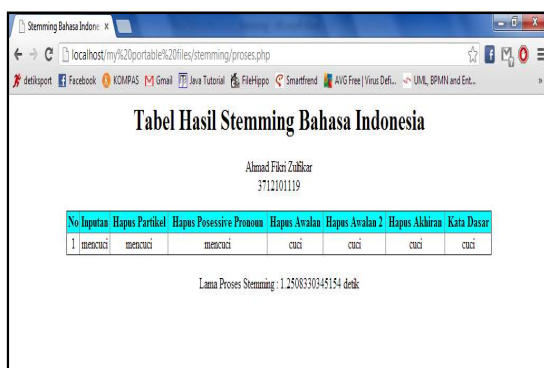 Stemming Bahasa Indone
localhost/my%20portable%20files/stemming/proses.php
detiksport Facebook KOMPAS Gmail Java Tutorial FileHippo Smartfrend AVG Free | Virus Defi... UML, BPMN and Ent...
Tabel Hasil Stemming Bahasa Indonesia
Ahmad Fikri Zulfikar
3712101119
No Inputan Hapus Partikel Hapus Posessive Pronoun Hapus Awalan Hapus Awalan 2 Hapus Akhiran Kata Dasar
1 mencuci mencuci mencuci cuci cuci cuci cuci
Lama Proses Stemming : 1.2508330345154 detik